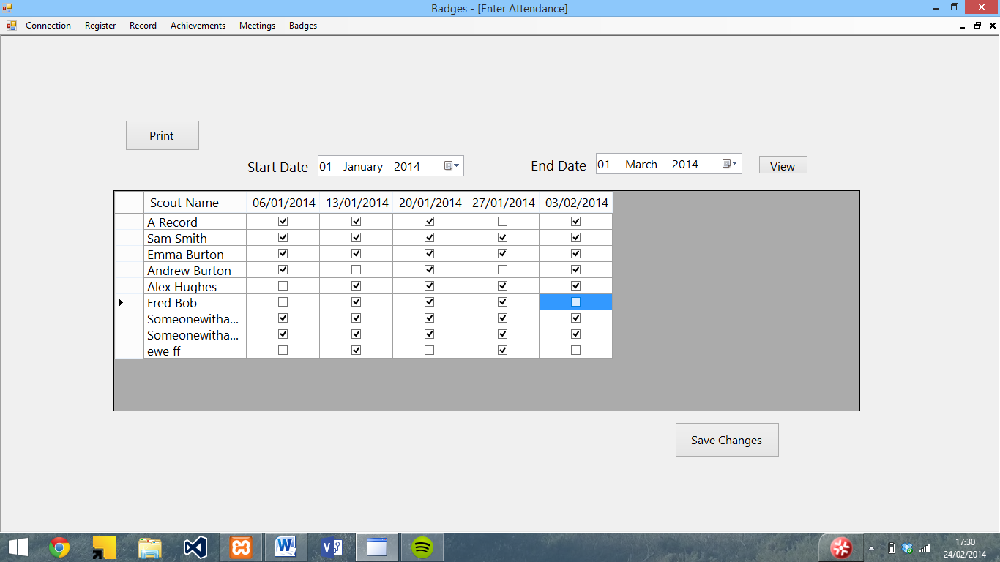 Badges - [Enter Attendance]
Connection Register Record Achievements Meetings Badges
Print
Start Date 01 January 2014 End Date 01 March 2014 View
Scout Name 06/01/2014 13/01/2014 20/01/2014 27/01/2014 03/02/2014
A Record
Sam Smith
Emma Burton
Andrew Burton
Alex Hughes
Fred Bob
Someonewitha...
Someonewitha...
ewe ff
Save Changes
17:30
24/02/2014